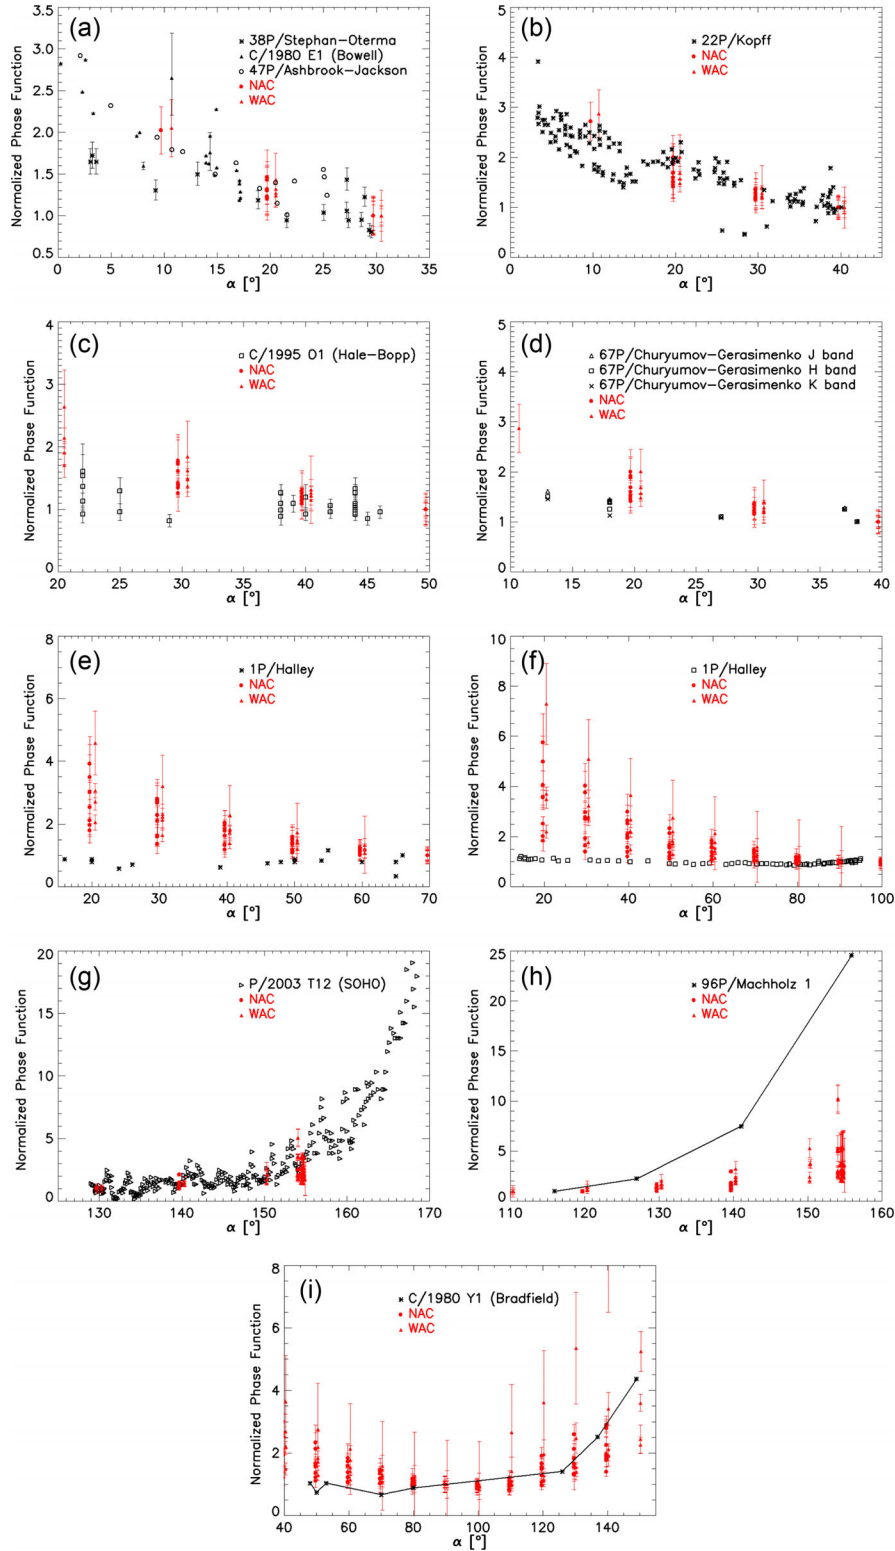 (a)
38P/Stephan-Oterma
C/1980 E1 (Bowell)
47P/Ashbrook-Jackson
NAC
WAC
Normalized Phase Function
3.5
3.0
2.5
2.0
1.5
1.0
0.5
0 5 10 15 20 25 30 35
α [°]
(b)
22P/Kopff
NAC
WAC
Normalized Phase Function
5
4
3
2
1
0
0 10 20 30 40
α [°]
(c)
C/1995 O1 (Hale-Bopp)
NAC
WAC
Normalized Phase Function
4
3
2
1
0
20 25 30 35 40 45 50
α [°]
(d)
67P/Churyumov-Gerasimenko J band
67P/Churyumov-Gerasimenko H band
67P/Churyumov-Gerasimenko K band
NAC
WAC
Normalized Phase Function
5
4
3
2
1
0
10 15 20 25 30 35 40
α [°]
(e)
1P/Halley
NAC
WAC
Normalized Phase Function
8
6
4
2
0
20 30 40 50 60 70
α [°]
(f)
1P/Halley
NAC
WAC
Normalized Phase Function
10
8
6
4
2
0
20 40 60 80 100
α [°]
(g)
P/2003 T12 (SOHO)
NAC
WAC
Normalized Phase Function
20
15
10
5
0
130 140 150 160 170
α [°]
(h)
96P/Machholz 1
NAC
WAC
Normalized Phase Function
25
20
15
10
5
0
110 120 130 140 150 160
α [°]
(i)
C/1980 Y1 (Bradfield)
NAC
WAC
Normalized Phase Function
8
6
4
2
0
40 60 80 100 120 140
α [°]